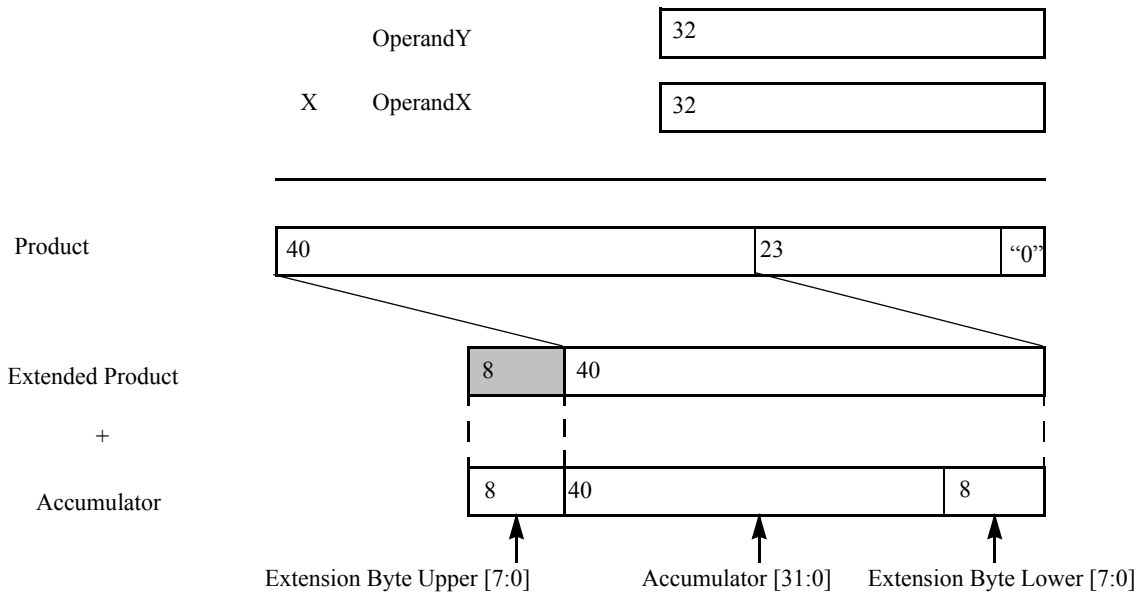 OperandY 32
X OperandX 32
Product 40 23 “0”
Extended Product 8 40
+
Accumulator 8 40 8
Extension Byte Upper [7:0] Accumulator [31:0] Extension Byte Lower [7:0]